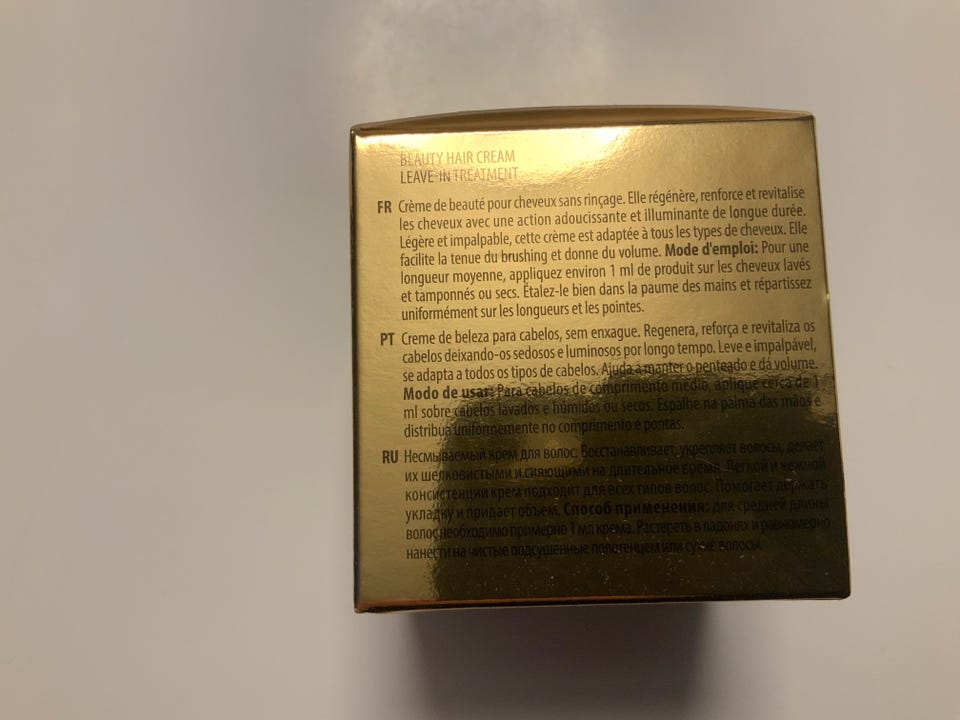 BEAUTY HAIR CREAM
LEAVE-IN TREATMENT
FR Crème de beauté pour cheveux sans rinçage. Elle régénère, renforce et revitalise
les cheveux avec une action adoucissante et illuminante de longue durée.
Légère et impalpable, cette crème est adaptée à tous les types de cheveux. Elle
facilite la tenue du brushing et donne du volume. Mode d'emploi: Pour une
longueur moyenne, appliquez environ 1 ml de produit sur les cheveux lavés
et tamponnés ou secs. Étalez-le bien dans la paume des mains et répartissez
uniformément sur les longueurs et les pointes.
PT Creme de beleza para cabelos, sem enxague. Regenera, reforça e revitaliza os
cabelos deixando-os sedosos e luminosos por longo tempo. Leve e impalpável,
se adapta a todos os tipos de cabelos. Ajuda a manter o penteado e dá volume.
Modo de usar: Para cabelos de comprimento médio, aplique cerca de 1
ml sobre cabelos lavados e húmidos ou secos. Espalhe na palma das mãos e
distribua uniformemente no comprimento e pontas.
RU Несмываемый крем для волос. Восстанавливает, укрепляет волосы, делает
их шелковистыми и сияющими на длительное время. Легкой и нежной
консистенции крем подходит для всех типов волос. Помогает держать
укладку и придает объем. Способ применения: для средней длины
волос необходимо примерно 1 мл крема. Растереть в ладонях и равномерно
нанести на чистые подсушенные полотенцем или сухие волосы.